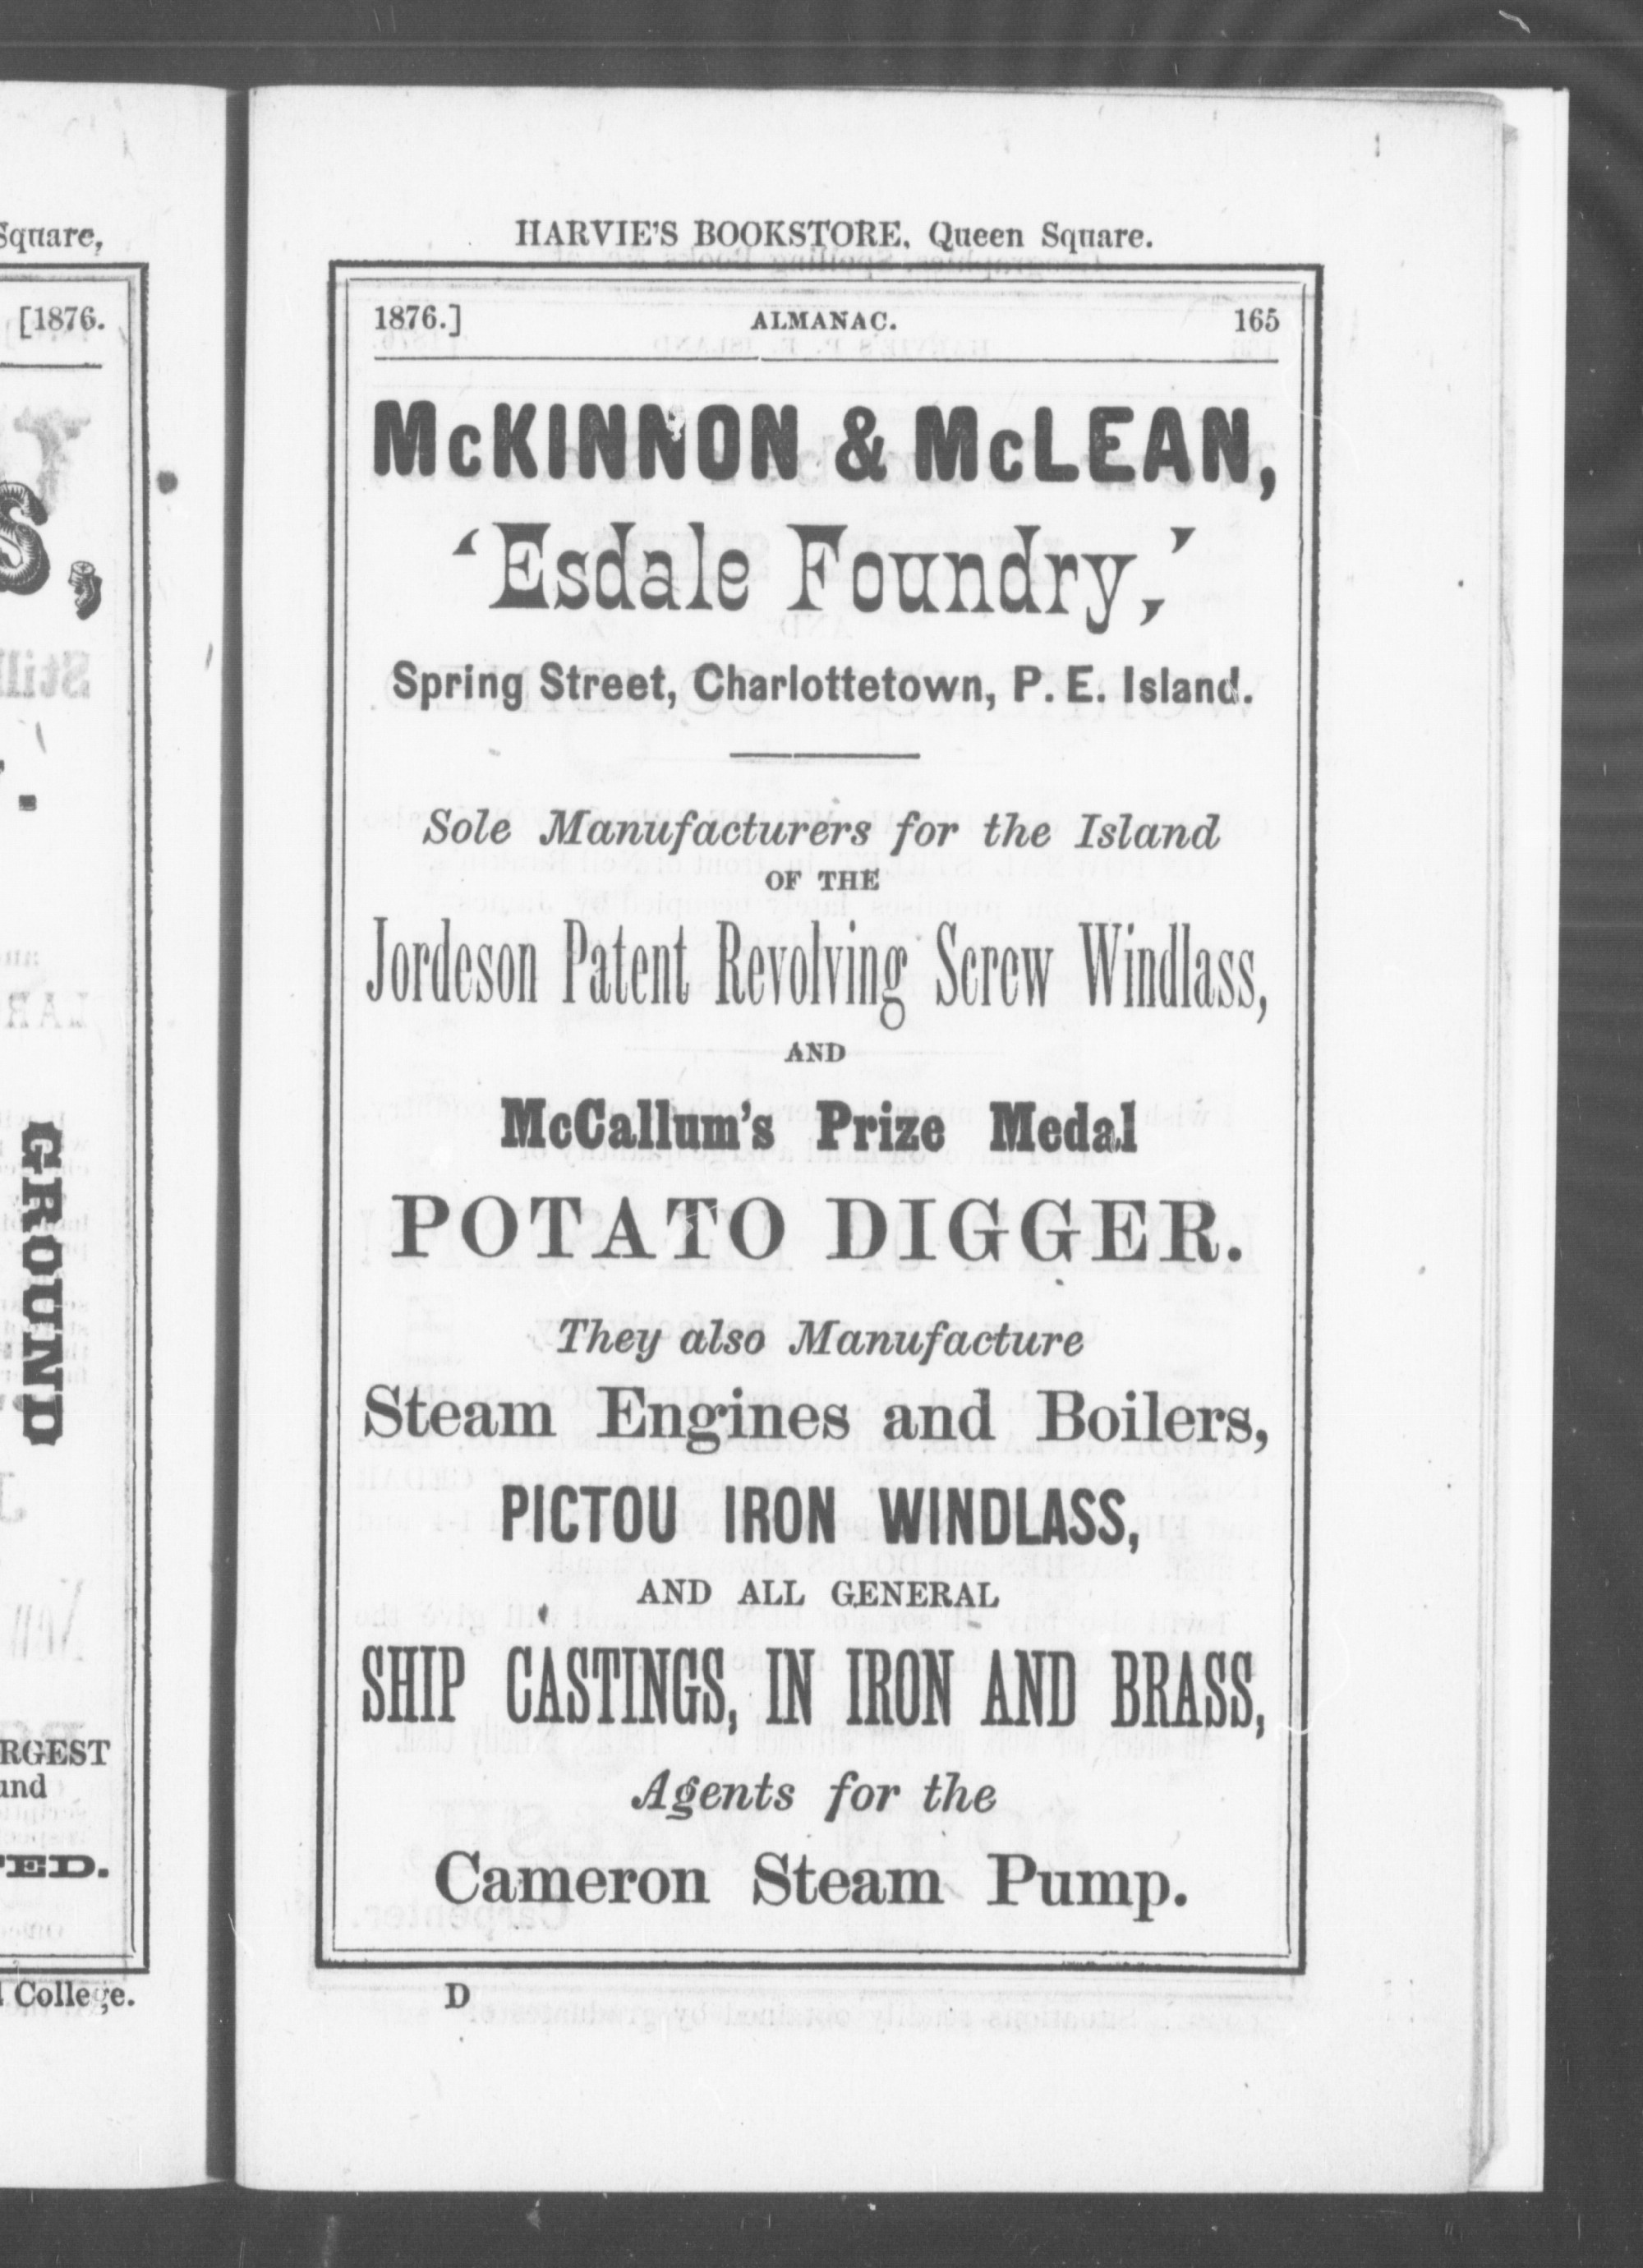 Square,
[1876.
S,
GROUND
RGEST
and
TED.
College.
HARVIE'S BOOKSTORE, Queen Square.
1876.] ALMANAC. 165
McKINNON & McLEAN,
‘Esdale Foundry,’
Spring Street, Charlottetown, P. E. Island.
Sole Manufacturers for the Island
OF THE
Jordeson Patent Revolving Screw Windlass,
AND
McCallum's Prize Medal
POTATO DIGGER.
They also Manufacture
Steam Engines and Boilers,
PICTOU IRON WINDLASS,
AND ALL GENERAL
SHIP CASTINGS, IN IRON AND BRASS,
Agents for the
Cameron Steam Pump.
D